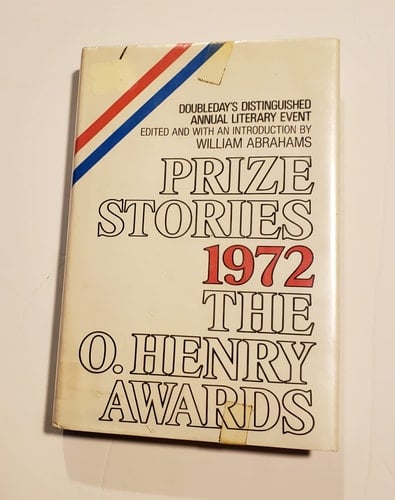 DOUBLEDAY'S DISTINGUISHED
ANNUAL LITERARY EVENT
EDITED AND WITH AN INTRODUCTION BY
WILLIAM ABRAHAMS
PRIZE
STORIES
1972
THE
O. HENRY
AWARDS